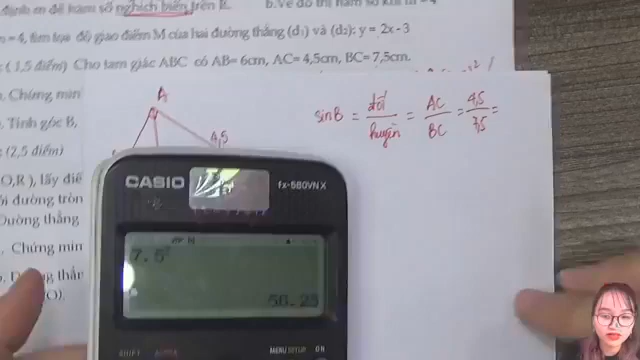 định m để hàm số nghịch biến trên R. b.Vẽ đồ thị hàm số khi m = 4
= 4, tìm tọa độ giao điểm M của hai đường thẳng (d₁) và (d₂): y = 2x - 3
( 1,5 điểm) Cho tam giác ABC có AB= 6cm, AC= 4,5cm, BC= 7,5cm.
Chứng min
Tính góc B,
(2,5 điểm)
O,R ), lấy điể
ới đường tròn
Đường thẳng
Chứng min
A
4,5
sinB = đối / huyền = AC / BC = 4,5 / 7,5 =
CASIO
fx-580VN X
7.5²
56.25
MENU SETUP ON
SHIFT ALPHA